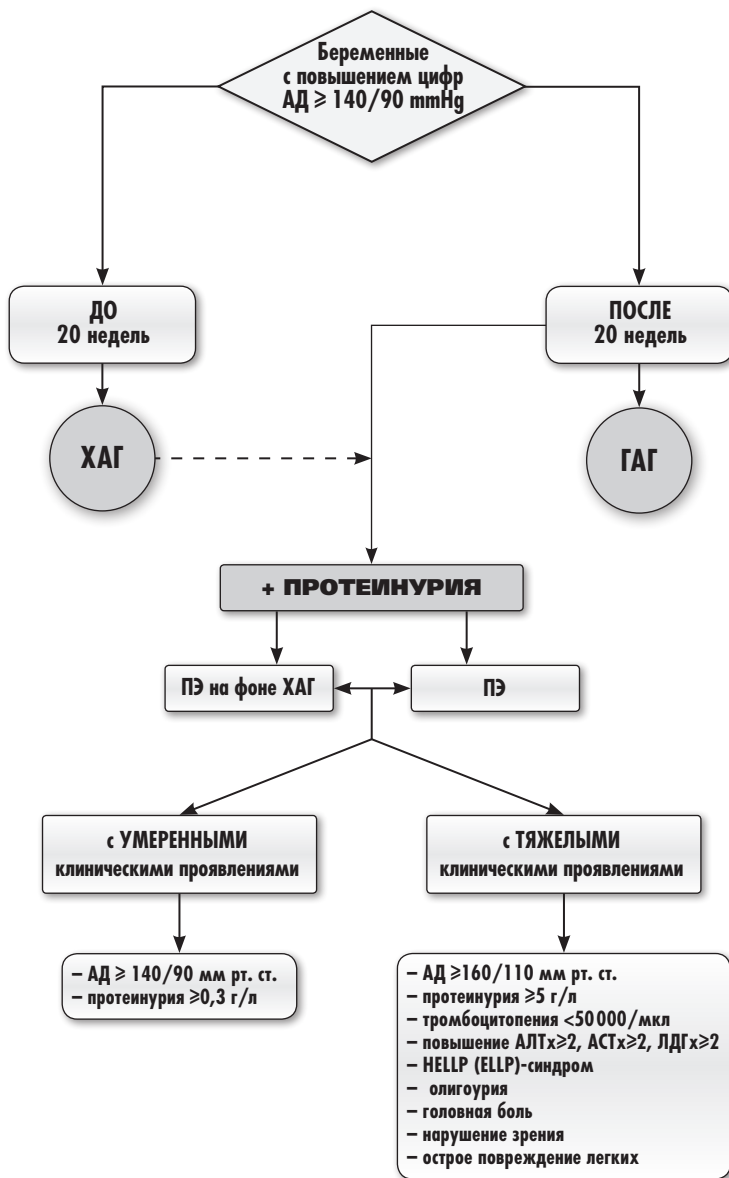 Беременные
с повышением цифр
АД ≥ 140/90 mmHg
ДО
20 недель
ПОСЛЕ
20 недель
ХАГ
ГАГ
+ ПРОТЕИНУРИЯ
ПЭ на фоне ХАГ
ПЭ
с УМЕРЕННЫМИ
клиническими проявлениями
с ТЯЖЕЛЫМИ
клиническими проявлениями
– АД ≥ 140/90 мм рт. ст.
– протеинурия ≥0,3 г/л
– АД ≥160/110 мм рт. ст.
– протеинурия ≥5 г/л
– тромбоцитопения <50 000/мкл
– повышение АЛТх≥2, АСТх≥2, ЛДГх≥2
– HELLP (ELLP)-синдром
– олигоурия
– головная боль
– нарушение зрения
– острое повреждение легких